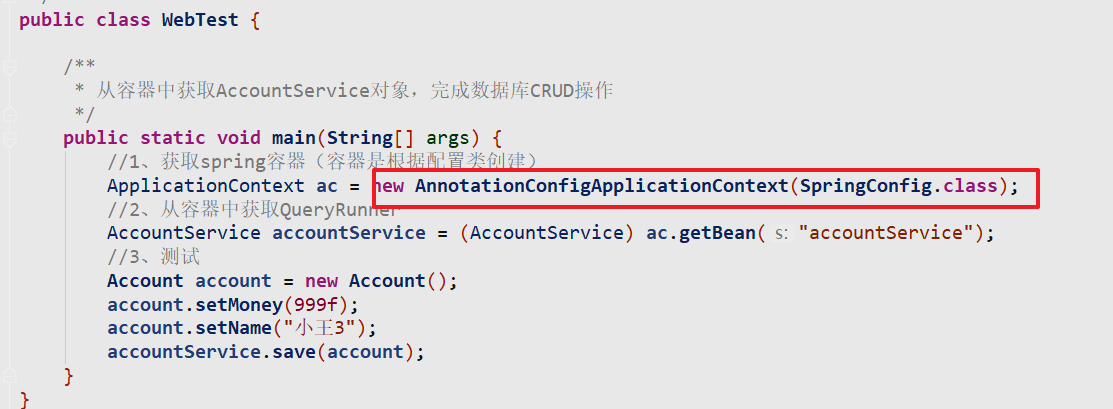 public class WebTest {
/**
* 从容器中获取AccountService对象，完成数据库CRUD操作
*/
public static void main(String[] args) {
//1、获取spring容器（容器是根据配置类创建）
ApplicationContext ac = new AnnotationConfigApplicationContext(SpringConfig.class);
//2、从容器中获取QueryRunner
AccountService accountService = (AccountService) ac.getBean( s: "accountService");
//3、测试
Account account = new Account();
account.setMoney(999f);
account.setName("小王3");
accountService.save(account);
}
}